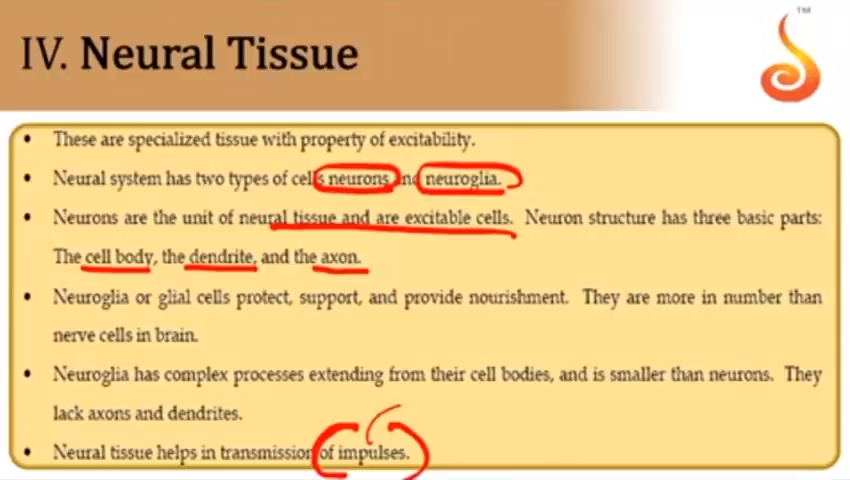 IV. Neural Tissue
TM
• These are specialized tissue with property of excitability.
• Neural system has two types of cells neurons and neuroglia.
• Neurons are the unit of neural tissue and are excitable cells. Neuron structure has three basic parts:
The cell body, the dendrite, and the axon.
• Neuroglia or glial cells protect, support, and provide nourishment. They are more in number than
nerve cells in brain.
• Neuroglia has complex processes extending from their cell bodies, and is smaller than neurons. They
lack axons and dendrites.
• Neural tissue helps in transmission of impulses.